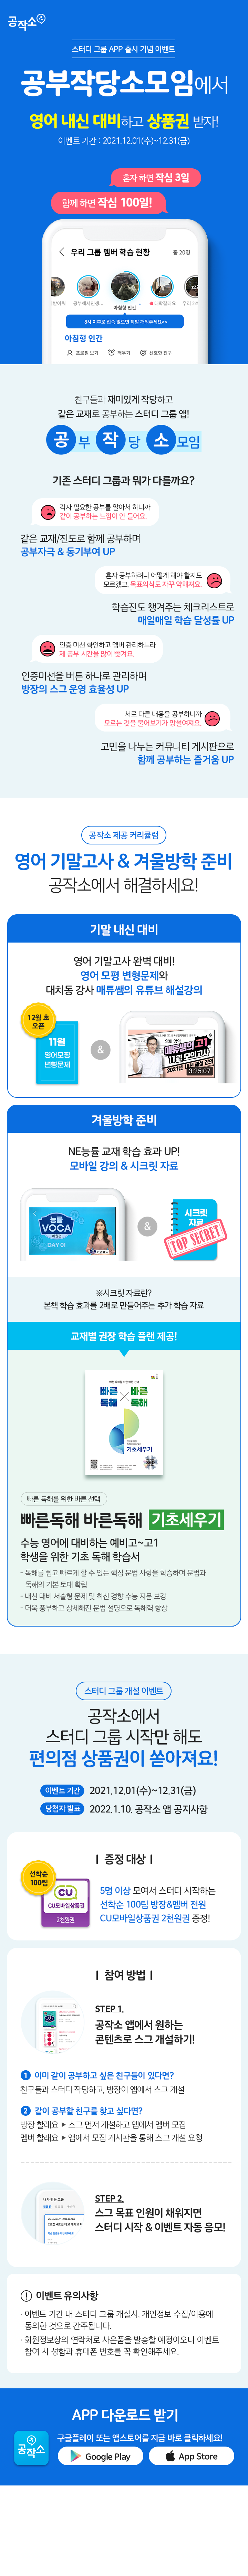 공작소
스터디 그룹 APP 출시 기념 이벤트
공부작당소모임에서
영어 내신 대비하고 상품권 받자!
이벤트 기간 : 2021.12.01(수)~12.31(금)
혼자 하면 작심 3일
함께 하면 작심 100일!
우리 그룹 멤버 학습 현황
총 20명
아침형 인간
8시 이후로 접속 없으면 제발 깨워주세요>>
아침형 인간
프로필 보기
깨우기
선호한 친구
친구들과 재미있게 작당하고
같은 교재로 공부하는 스터디 그룹 앱!
공부 작당 소모임
기존 스터디 그룹과 뭐가 다를까요?
각자 필요한 공부를 알아서 하니까
같이 공부하는 느낌이 안 들어요.
같은 교재/진도로 함께 공부하며
공부자극 & 동기부여 UP
혼자 공부하려니 어떻게 해야 할지도
모르겠고, 목표의식도 자꾸 약해져요.
학습진도 챙겨주는 체크리스트로
매일매일 학습 달성률 UP
인증 미션 확인하고 멤버 관리하느라
제 공부 시간을 많이 뺏겨요.
인증미션을 버튼 하나로 관리하며
방장의 스그 운영 효율성 UP
서로 다른 내용을 공부하니까
모르는 것을 물어보기가 망설여져요.
고민을 나누는 커뮤니티 게시판으로
함께 공부하는 즐거움 UP
공작소 제공 커리큘럼
영어 기말고사 & 겨울방학 준비
공작소에서 해결하세요!
기말 내신 대비
영어 기말고사 완벽 대비!
영어 모평 변형문제와
대치동 강사 매튜쌤의 유튜브 해설강의
12월 초
오픈
11월
영어모평
변형문제
&
3:25:07
겨울방학 준비
NE능률 교재 학습 효과 UP!
모바일 강의 & 시크릿 자료
능률
VOCA
DAY 01
&
시크릿
자료
TOP SECRET
※시크릿 자료란?
본책 학습 효과를 2배로 만들어주는 추가 학습 자료
교재별 권장 학습 플랜 제공!
빠른 바른
독해 독해
기초세우기
빠른 독해를 위한 바른 선택
빠른독해 바른독해 기초세우기
수능 영어에 대비하는 예비고~고1
학생을 위한 기초 독해 학습서
- 독해를 쉽고 빠르게 할 수 있는 핵심 문법 사항을 학습하며 문법과
독해의 기본 토대 확립
- 내신 대비 서술형 문제 및 최신 경향 수능 지문 보강
- 더욱 풍부하고 상세해진 문법 설명으로 독해력 향상
스터디 그룹 개설 이벤트
공작소에서
스터디 그룹 시작만 해도
편의점 상품권이 쏟아져요!
이벤트 기간 2021.12.01(수)~12.31(금)
당첨자 발표 2022.1.10. 공작소 앱 공지사항
| 증정 대상 |
선착순
100팀
CU
CU모바일상품권
2천원권
5명 이상 모여서 스터디 시작하는
선착순 100팀 방장&멤버 전원
CU모바일상품권 2천원권 증정!
| 참여 방법 |
STEP 1.
공작소 앱에서 원하는
콘텐츠로 스그 개설하기!
1 이미 같이 공부하고 싶은 친구들이 있다면?
친구들과 스터디 작당하고, 방장이 앱에서 스그 개설
2 같이 공부할 친구를 찾고 싶다면?
방장 할래요 ▶ 스그 먼저 개설하고 앱에서 멤버 모집
멤버 할래요 ▶ 앱에서 모집 게시판을 통해 스그 개설 요청
STEP 2.
스그 목표 인원이 채워지면
스터디 시작 & 이벤트 자동 응모!
이벤트 유의사항
· 이벤트 기간 내 스터디 그룹 개설시, 개인정보 수집/이용에
동의한 것으로 간주됩니다.
· 회원정보상의 연락처로 사은품을 발송할 예정이오니 이벤트
참여 시 성함과 휴대폰 번호를 꼭 확인해주세요.
APP 다운로드 받기
공작소
구글플레이 또는 앱스토어를 지금 바로 클릭하세요!
Google Play
App Store